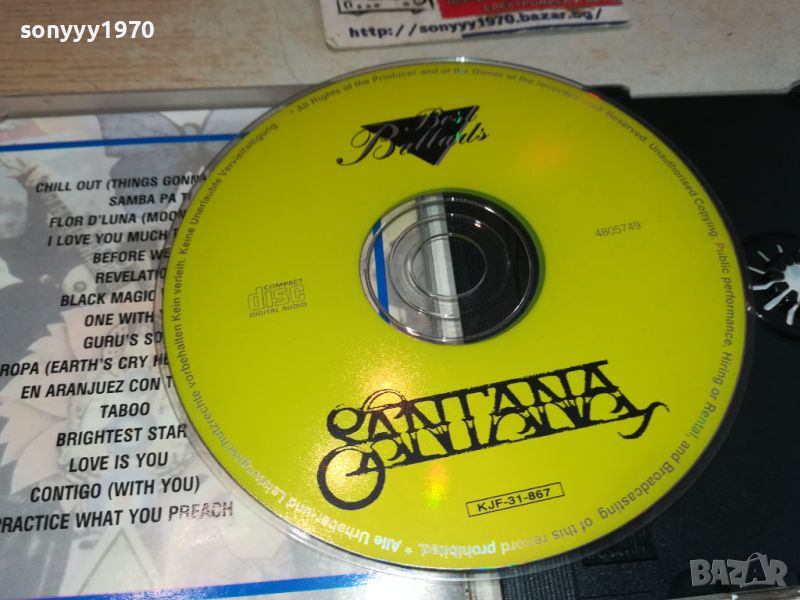 sonyyy1970
http://sonyyy1970.bazar.bg/
CHILL OUT (THINGS GONNA
SAMBA PA T
FLOR D'LUNA (MOON
I LOVE YOU MUCH T
BEFORE WE
REVELATIO
BLACK MAGIC
ONE WITH
GURU'S SO
ROPA (EARTH'S CRY HE
EN ARANJUEZ CON T
TABOO
BRIGHTEST STAR
LOVE IS YOU
CONTIGO (WITH YOU)
PRACTICE WHAT YOU PREACH
Best
Ballads
4805749
COMPACT
disc
DIGITAL AUDIO
SANTANA
KJF-31-867
* All Rights of the Producer and of the Owner of the recorded work Reserved. Unauthorised Copying, Public performance, Hiring or Rental, and Broadcasting of this record prohibited. * Alle Urheber und Leistungsschutzrechte vorbehalten Kein verleih. Keine Unerlaubte Vervielfaltigung.
BAZAR